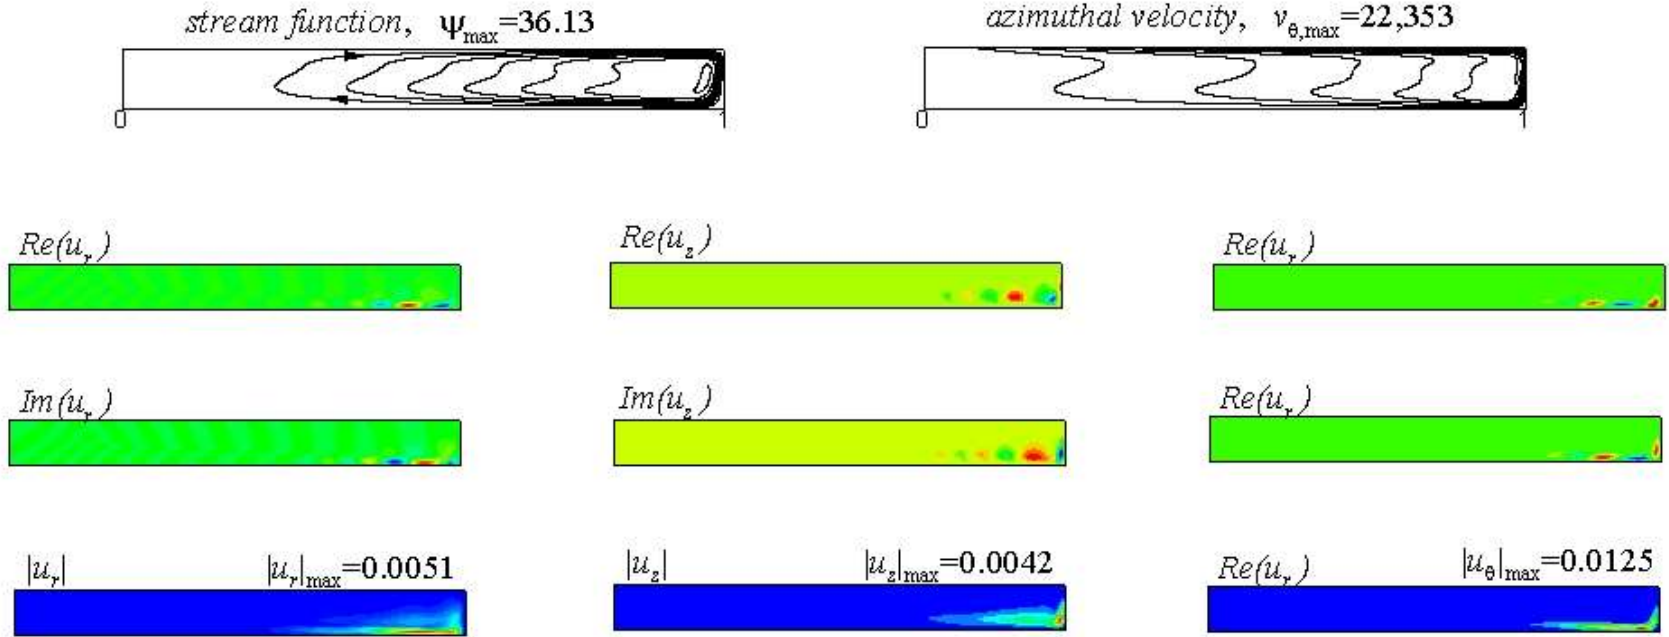 stream function, ψmax=36.13
azimuthal velocity, vθ,max=22,353
0 1
0 1
Re(ur)
Re(uz)
Re(ur)
Im(ur)
Im(uz)
Re(ur)
|ur| |ur|max=0.0051
|uz| |uz|max=0.0042
Re(ur) |uθ|max=0.0125